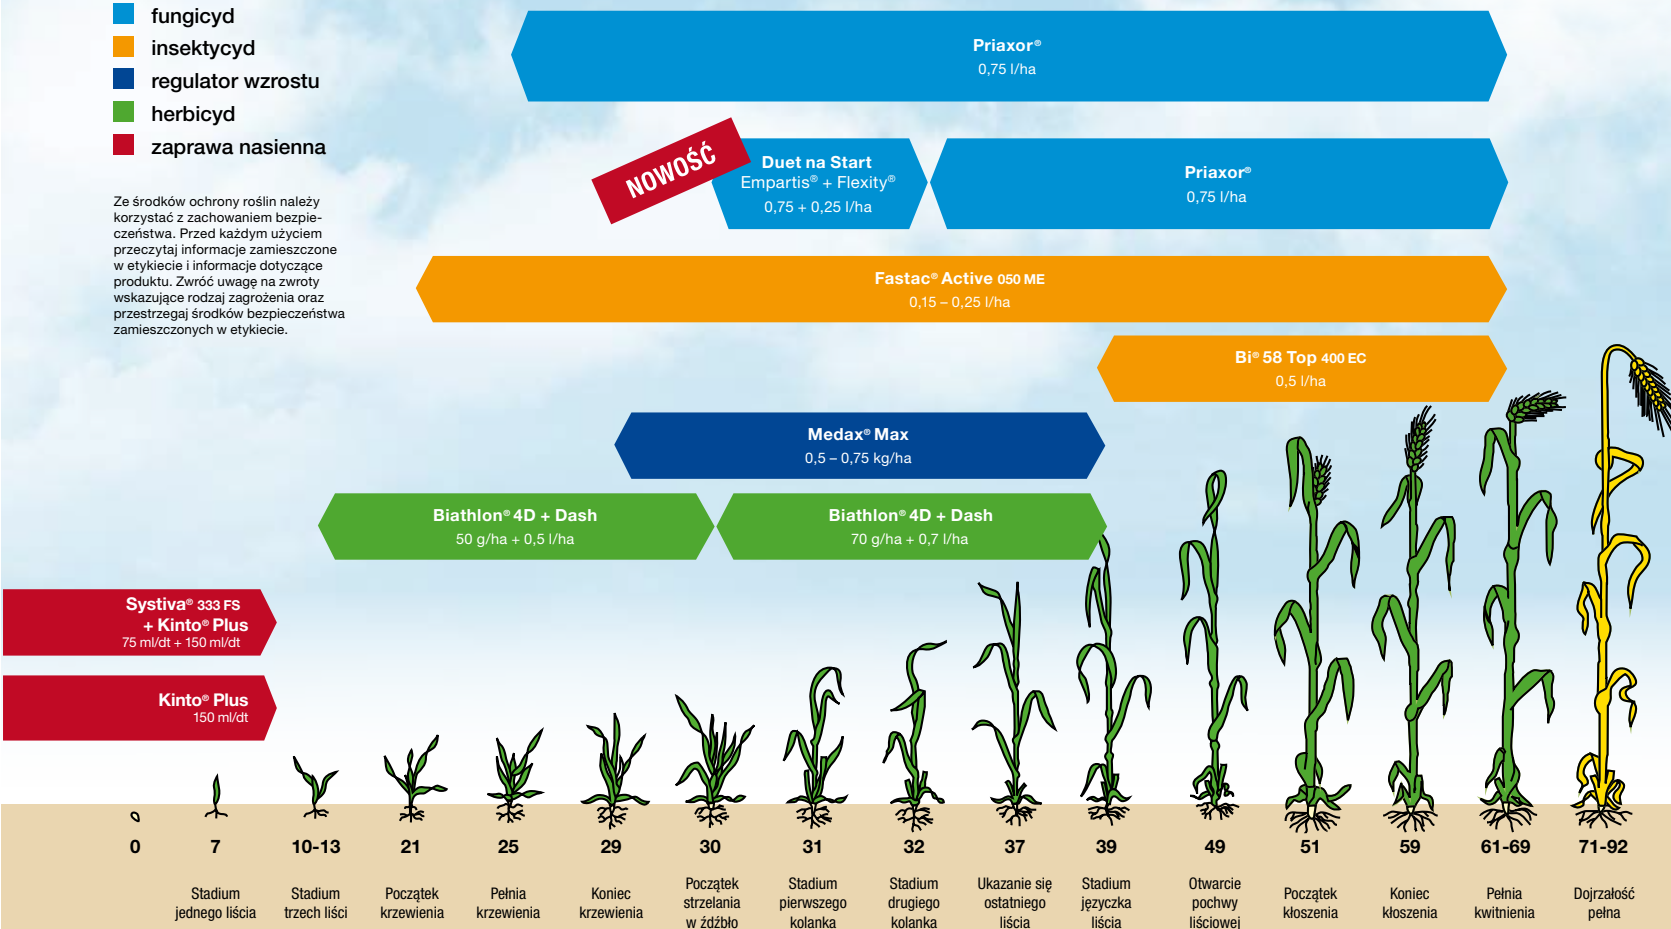 fungicyd
insektycyd
regulator wzrostu
herbicyd
zaprawa nasienna
Ze środków ochrony roślin należy
korzystać z zachowaniem bezpie-
czeństwa. Przed każdym użyciem
przeczytaj informacje zamieszczone
w etykiecie i informacje dotyczące
produktu. Zwróć uwagę na zwroty
wskazujące rodzaj zagrożenia oraz
przestrzegaj środków bezpieczeństwa
zamieszczonych w etykiecie.
Priaxor®
0,75 l/ha
NOWOŚĆ
Duet na Start
Empartis® + Flexity®
0,75 + 0,25 l/ha
Priaxor®
0,75 l/ha
Fastac® Active 050 ME
0,15 – 0,25 l/ha
Bi® 58 Top 400 EC
0,5 l/ha
Medax® Max
0,5 – 0,75 kg/ha
Biathlon® 4D + Dash
50 g/ha + 0,5 l/ha
Biathlon® 4D + Dash
70 g/ha + 0,7 l/ha
Systiva® 333 FS
+ Kinto® Plus
75 ml/dt + 150 ml/dt
Kinto® Plus
150 ml/dt
0
7
Stadium
jednego liścia
10-13
Stadium
trzech liści
21
Początek
krzewienia
25
Pełnia
krzewienia
29
Koniec
krzewienia
30
Początek
strzelania
w źdźbło
31
Stadium
pierwszego
kolanka
32
Stadium
drugiego
kolanka
37
Ukazanie się
ostatniego
liścia
39
Stadium
języczka
liścia
49
Otwarcie
pochwy
liściowej
51
Początek
kłoszenia
59
Koniec
kłoszenia
61-69
Pełnia
kwitnienia
71-92
Dojrzałość
pełna